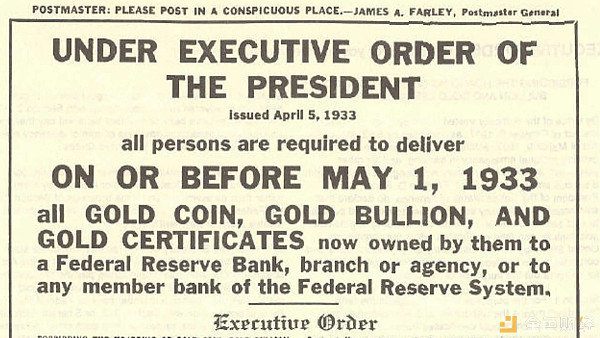 POSTMASTER: PLEASE POST IN A CONSPICUOUS PLACE.—JAMES A. FARLEY, Postmaster General
UNDER EXECUTIVE ORDER OF
THE PRESIDENT
Issued April 5, 1933
all persons are required to deliver
ON OR BEFORE MAY 1, 1933
all GOLD COIN, GOLD BULLION, AND
GOLD CERTIFICATES now owned by them to
a Federal Reserve Bank, branch or agency, or to
any member bank of the Federal Reserve System.
Executive Order